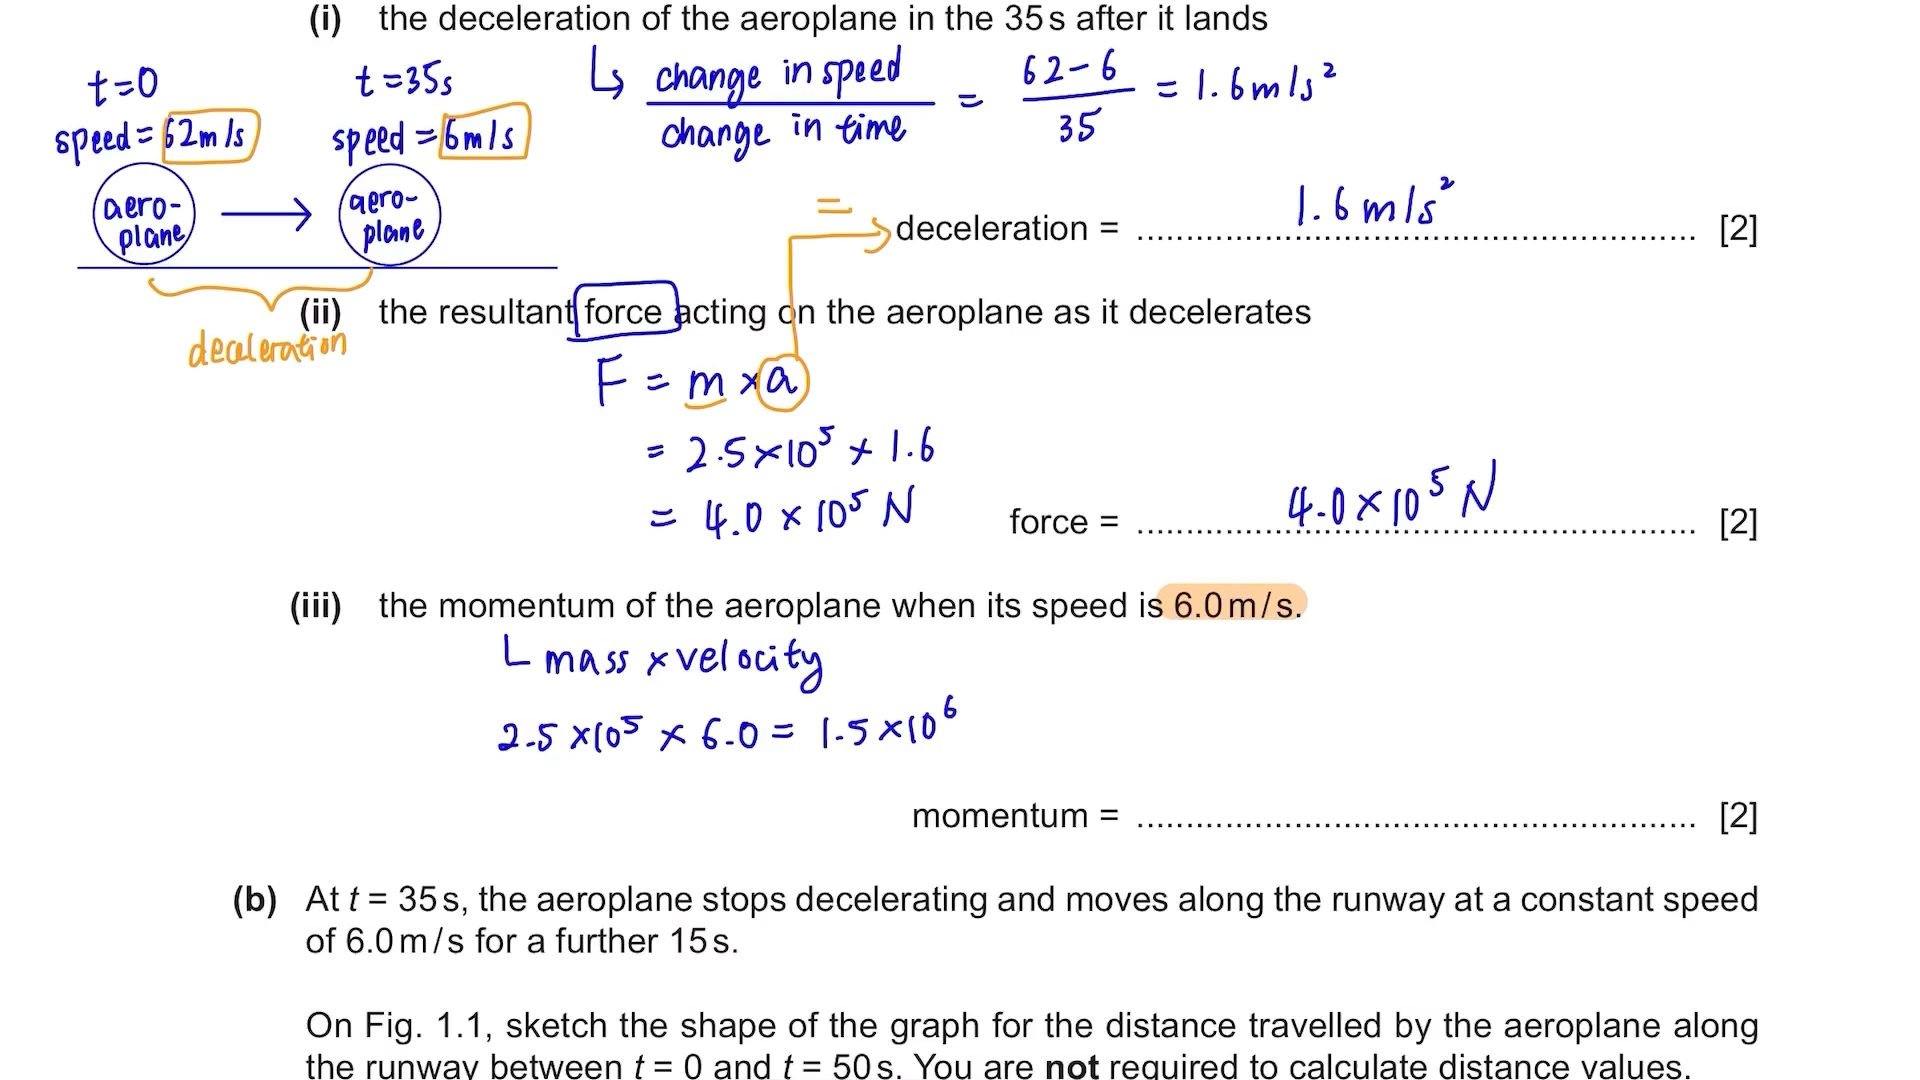 (i) the deceleration of the aeroplane in the 35 s after it lands
t=0
speed = 62m/s
aero-
plane
t=35s
speed = 6m/s
aero-
plane
deceleration
↳ change in speed
change in time
= 62-6
35
= 1.6m/s²
=
deceleration = .......... 1.6 m/s² .......... [2]
(ii) the resultant force acting on the aeroplane as it decelerates
F = m × a
= 2.5×10⁵ × 1.6
= 4.0 × 10⁵ N
force = .......... 4.0×10⁵ N .......... [2]
(iii) the momentum of the aeroplane when its speed is 6.0 m/s.
mass × velocity
2.5 ×10⁵ × 6.0 = 1.5 ×10⁶
momentum = .................... [2]
(b) At t = 35 s, the aeroplane stops decelerating and moves along the runway at a constant speed
of 6.0 m/s for a further 15 s.
On Fig. 1.1, sketch the shape of the graph for the distance travelled by the aeroplane along
the runway between t = 0 and t = 50 s. You are not required to calculate distance values.